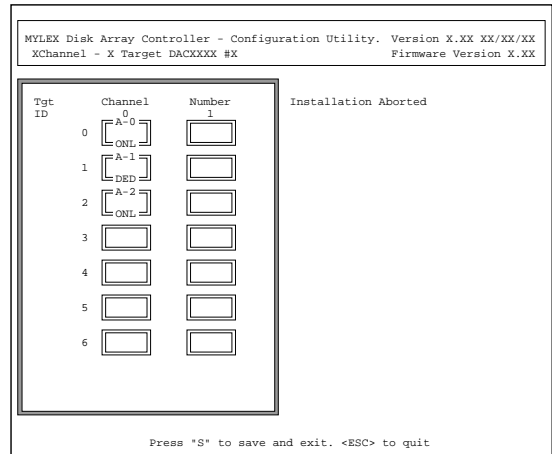 MYLEX Disk Array Controller - Configuration Utility. Version X.XX XX/XX/XX
XChannel - X Target DACXXXX #X Firmware Version X.XX
Tgt Channel Number Installation Aborted
ID 0 1
A-0
0
ONL
A-1
1
DED
A-2
2
ONL
3
4
5
6
Press "S" to save and exit. <ESC> to quit